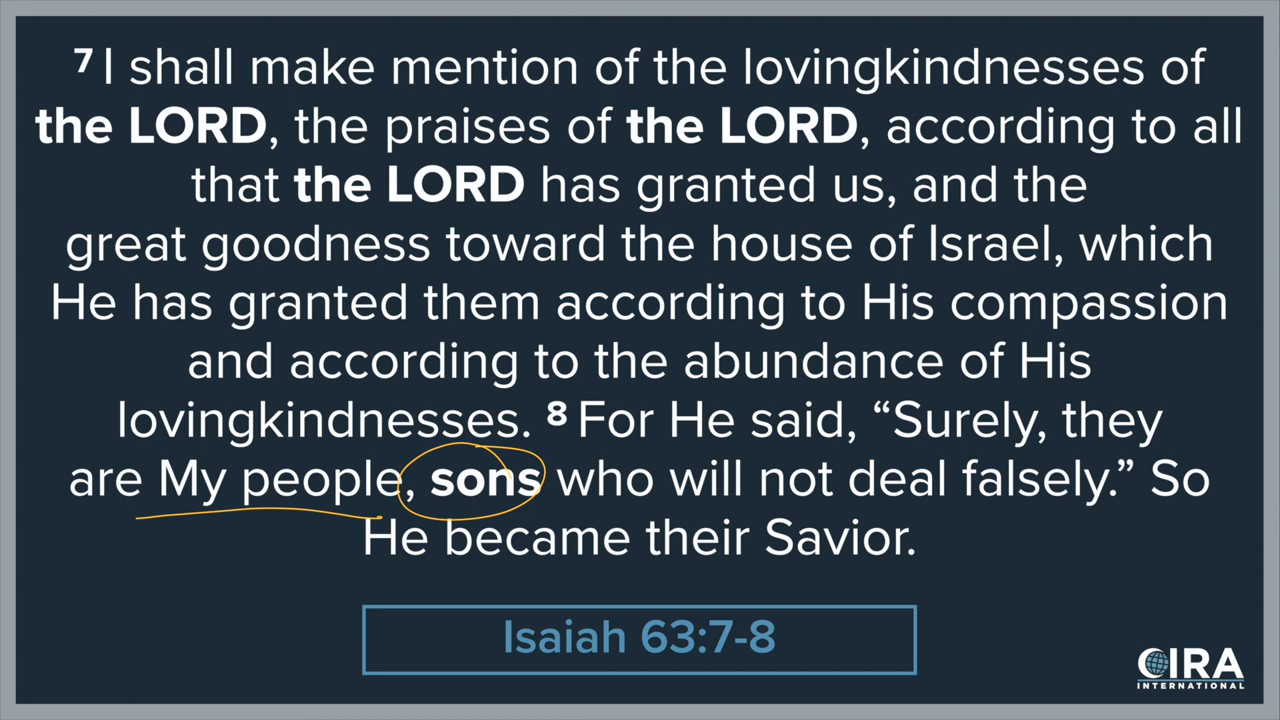 7 I shall make mention of the lovingkindnesses of
the LORD, the praises of the LORD, according to all
that the LORD has granted us, and the
great goodness toward the house of Israel, which
He has granted them according to His compassion
and according to the abundance of His
lovingkindnesses. 8 For He said, “Surely, they
are My people, sons who will not deal falsely.” So
He became their Savior.
Isaiah 63:7-8
CIRA
INTERNATIONAL